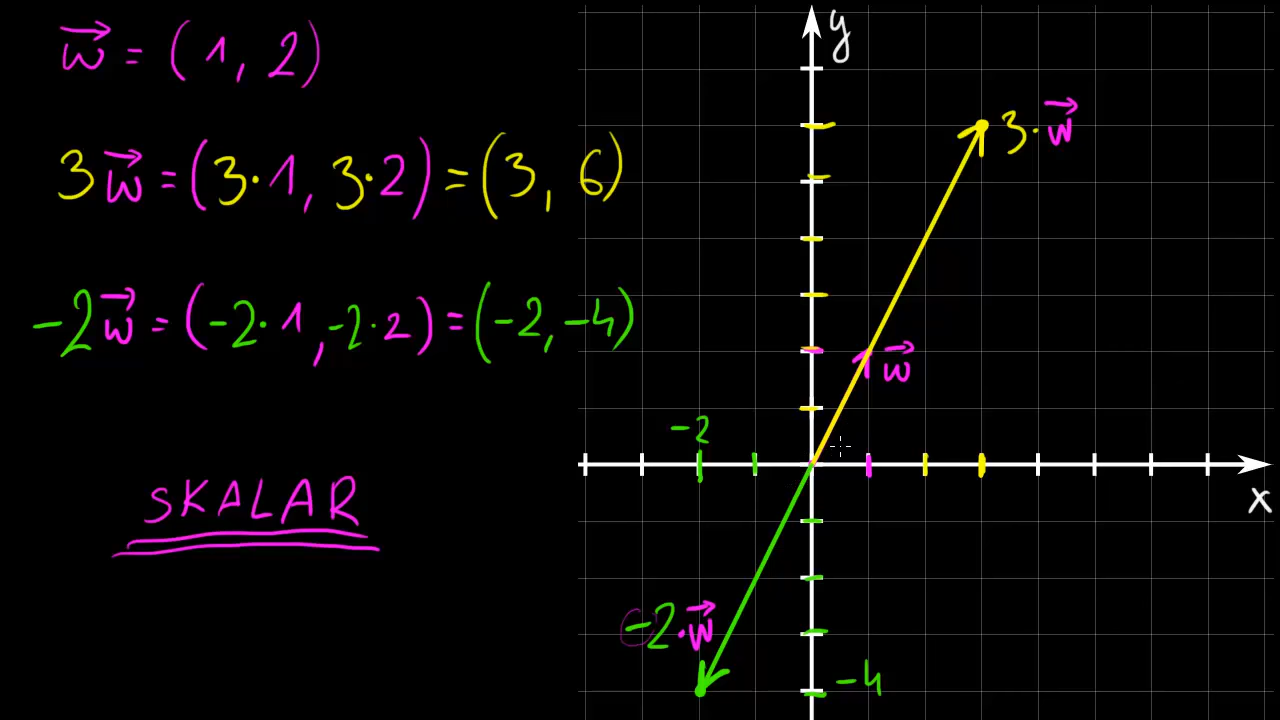 w⃗ = (1, 2)
3w⃗ = (3·1, 3·2) = (3, 6)
-2w⃗ = (-2·1, -2·2) = (-2, -4)
SKALAR
y
3·w⃗
w⃗
-2
x
-2·w⃗
-4